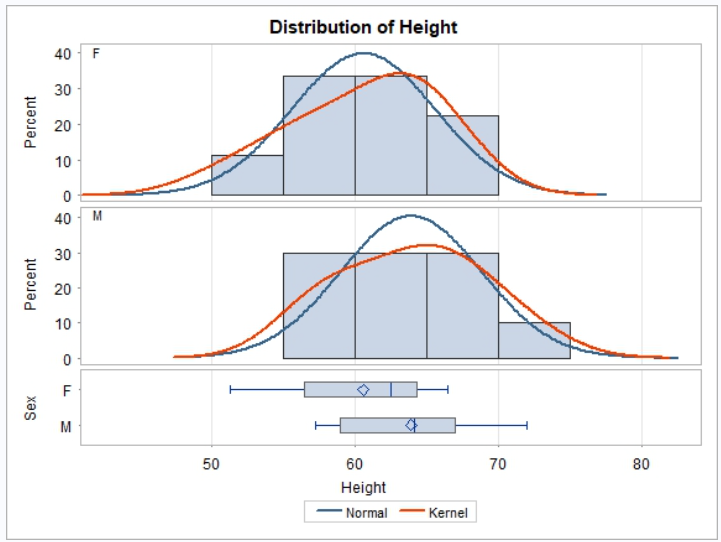 Distribution of Height
F
40
30
20
10
0
Percent
M
40
30
20
10
0
Percent
F
M
Sex
50 60 70 80
Height
Normal Kernel